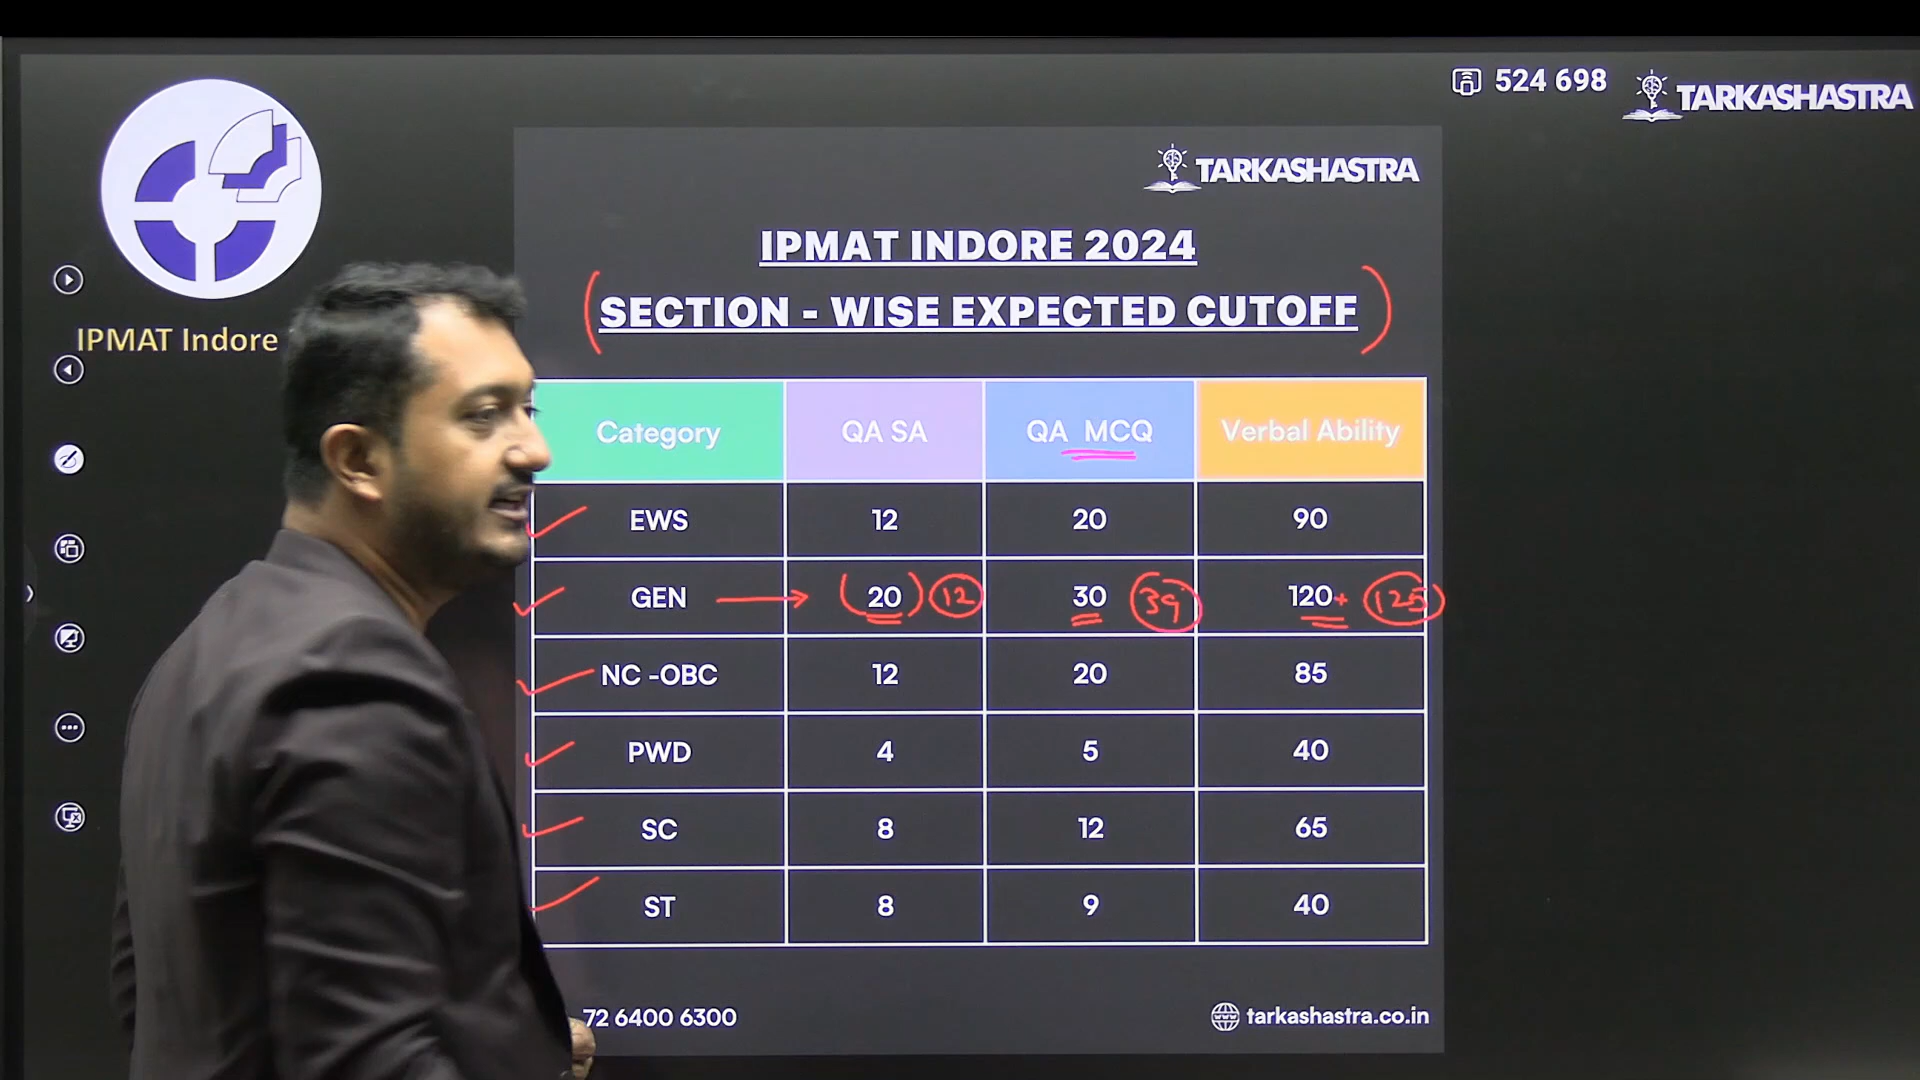 524 698
TARKASHASTRA
TARKASHASTRA
IPMAT Indore
IPMAT INDORE 2024
SECTION - WISE EXPECTED CUTOFF
Category QA SA QA MCQ Verbal Ability
EWS 12 20 90
GEN → (20) 12 30 39 120+ 125
NC -OBC 12 20 85
PWD 4 5 40
SC 8 12 65
ST 8 9 40
72 6400 6300
tarkashastra.co.in